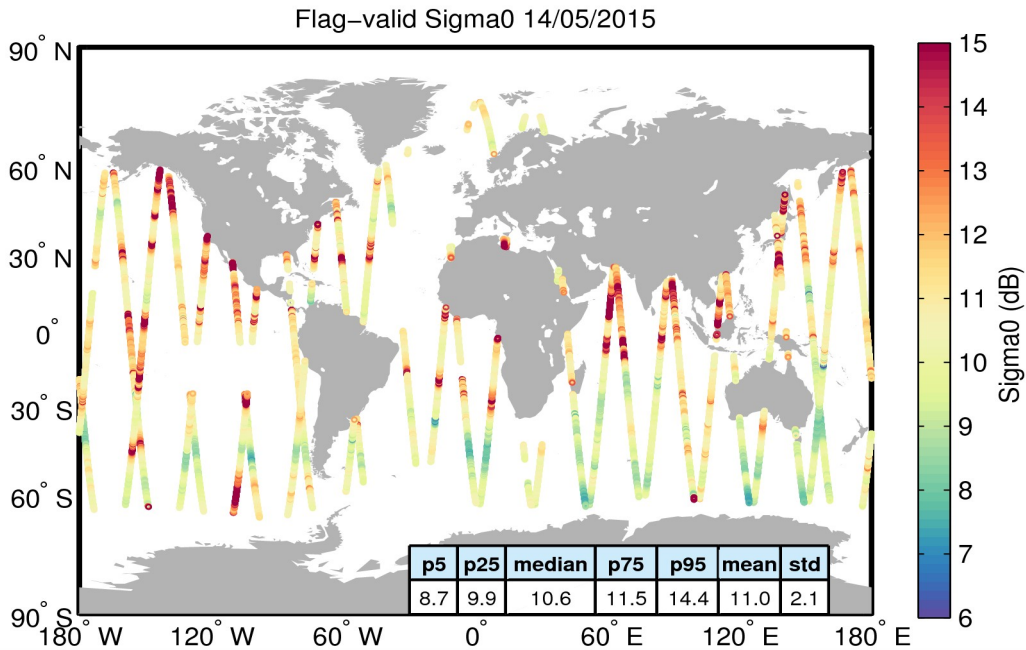 Flag−valid Sigma0 14/05/2015
90° N
60° N
30° N
0°
30° S
60° S
90° S
180° W
120° W
60° W
0°
60° E
120° E
180° E
p5 p25 median p75 p95 mean std
8.7 9.9 10.6 11.5 14.4 11.0 2.1
15
14
13
12
11
10
9
8
7
6
Sigma0 (dB)